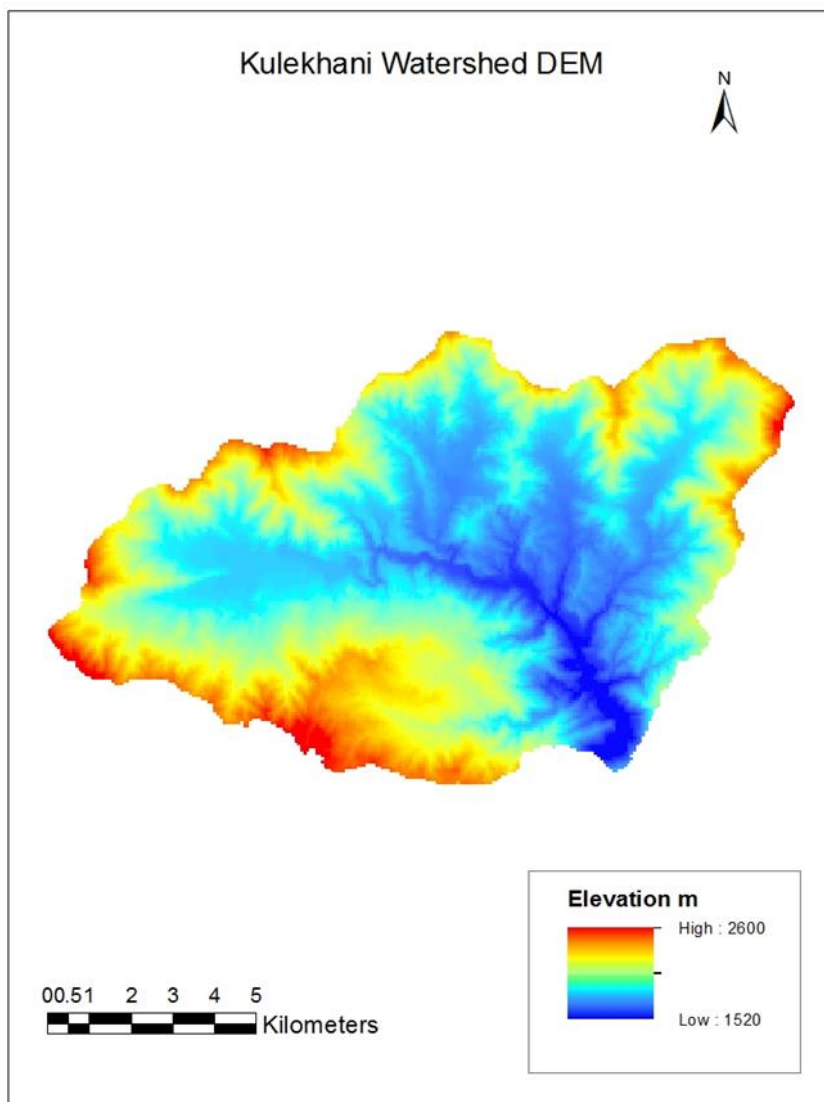 Kulekhani Watershed DEM
N
Elevation m
High : 2600
Low : 1520
00.51 2 3 4 5
Kilometers